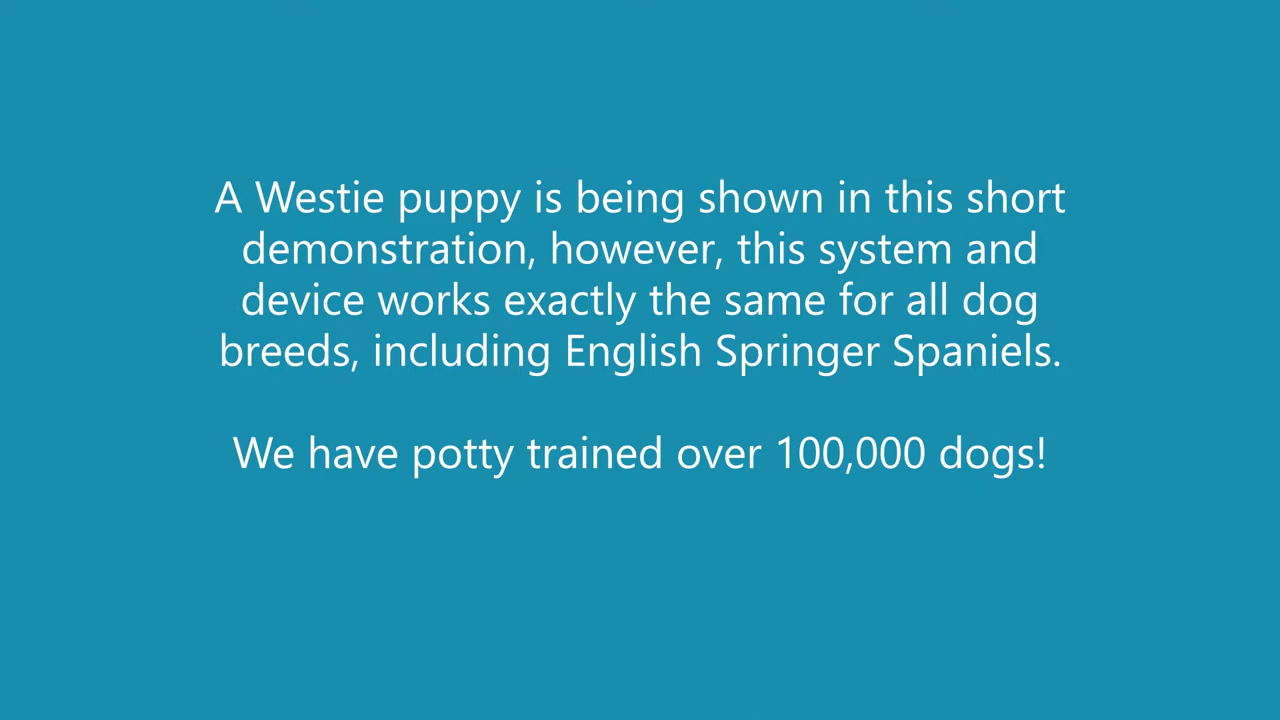 A Westie puppy is being shown in this short
demonstration, however, this system and
device works exactly the same for all dog
breeds, including English Springer Spaniels.
We have potty trained over 100,000 dogs!